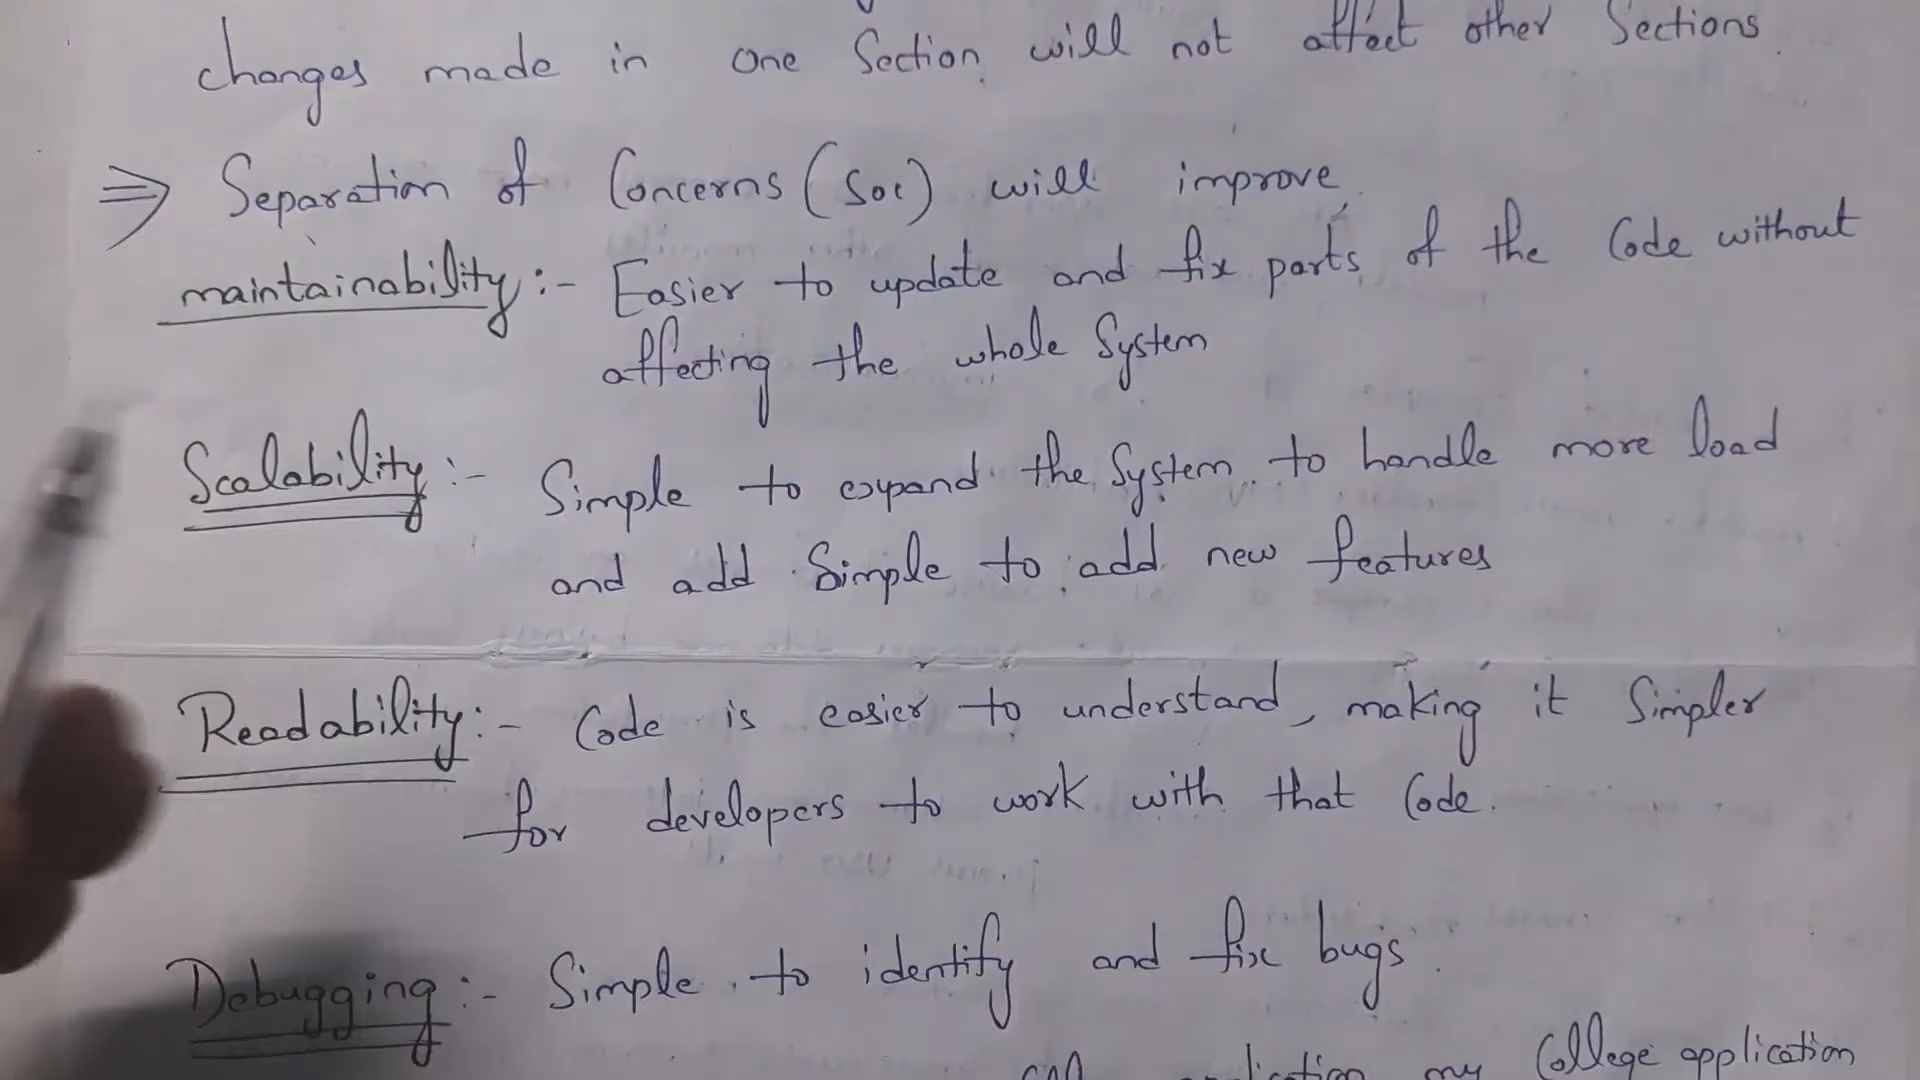 changes made in one Section will not affect other Sections.
⇒ Separation of Concerns (SoC) will improve
maintainability :- Easier to update and fix parts of the Code without
affecting the whole System
Scalability :- Simple to expand the System to handle more load
and add Simple to add new features
Readability :- Code is easier to understand, making it Simpler
for developers to work with that Code.
Debugging :- Simple to identify and fix bugs.
application my College application